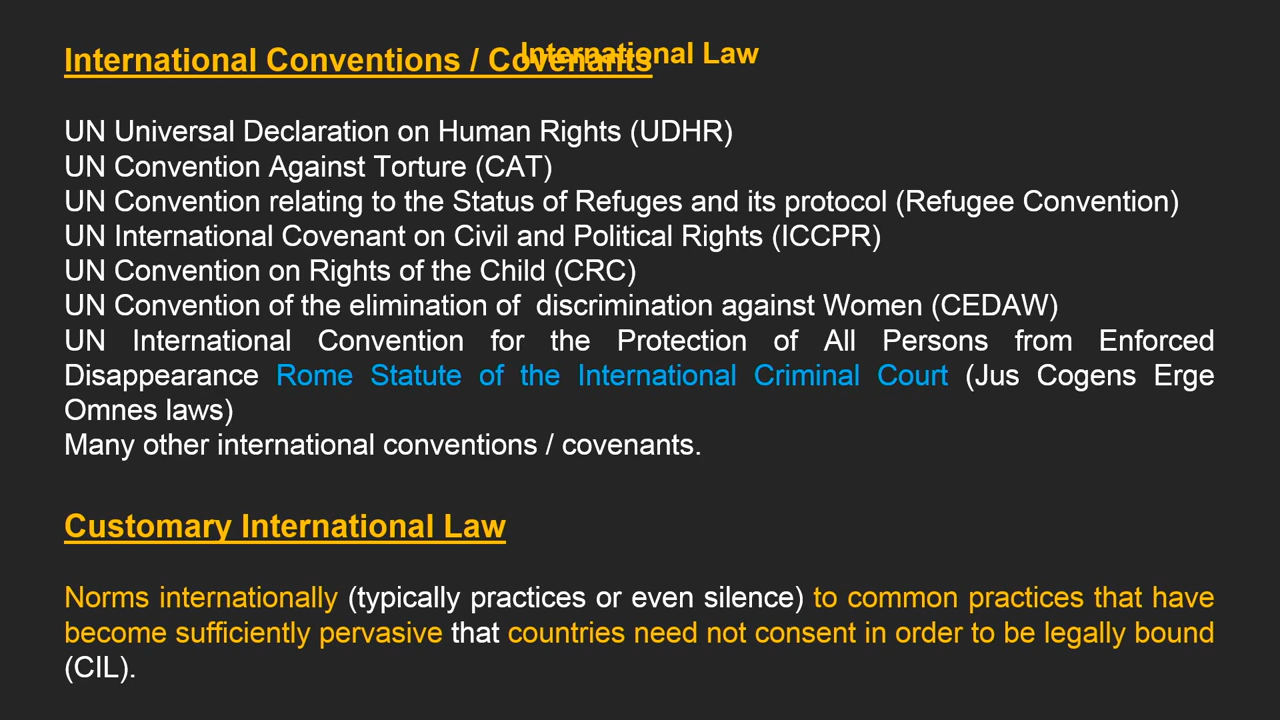 International Law
International Conventions / Covenants
UN Universal Declaration on Human Rights (UDHR)
UN Convention Against Torture (CAT)
UN Convention relating to the Status of Refuges and its protocol (Refugee Convention)
UN International Covenant on Civil and Political Rights (ICCPR)
UN Convention on Rights of the Child (CRC)
UN Convention of the elimination of  discrimination against Women (CEDAW)
UN International Convention for the Protection of All Persons from Enforced
Disappearance Rome Statute of the International Criminal Court (Jus Cogens Erge
Omnes laws)
Many other international conventions / covenants.
Customary International Law
Norms internationally (typically practices or even silence) to common practices that have
become sufficiently pervasive that countries need not consent in order to be legally bound
(CIL).